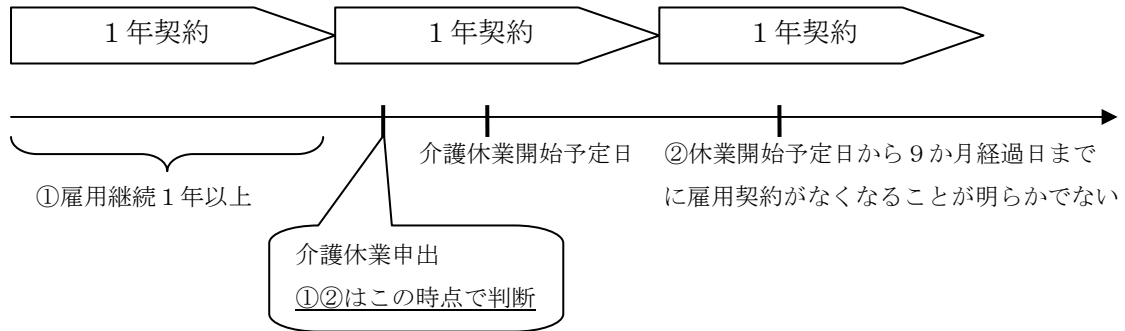 １年契約
１年契約
１年契約
介護休業開始予定日
②休業開始予定日から９か月経過日まで
に雇用契約がなくなることが明らかでない
①雇用継続１年以上
介護休業申出
①②はこの時点で判断